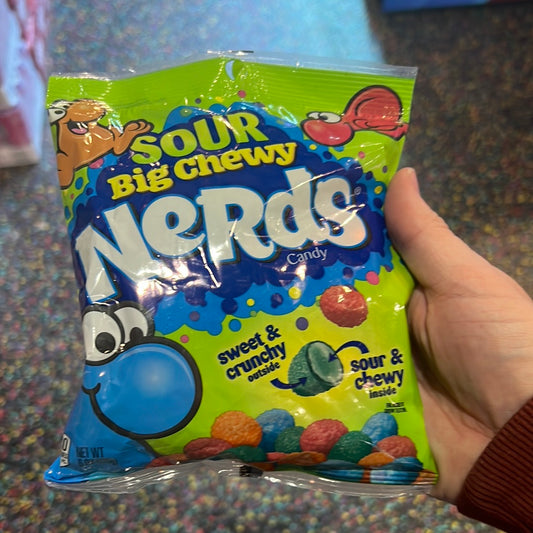 SOUR
Big Chewy
NeRds
Candy
sweet &
crunchy
outside
sour &
chewy
inside
NET WT